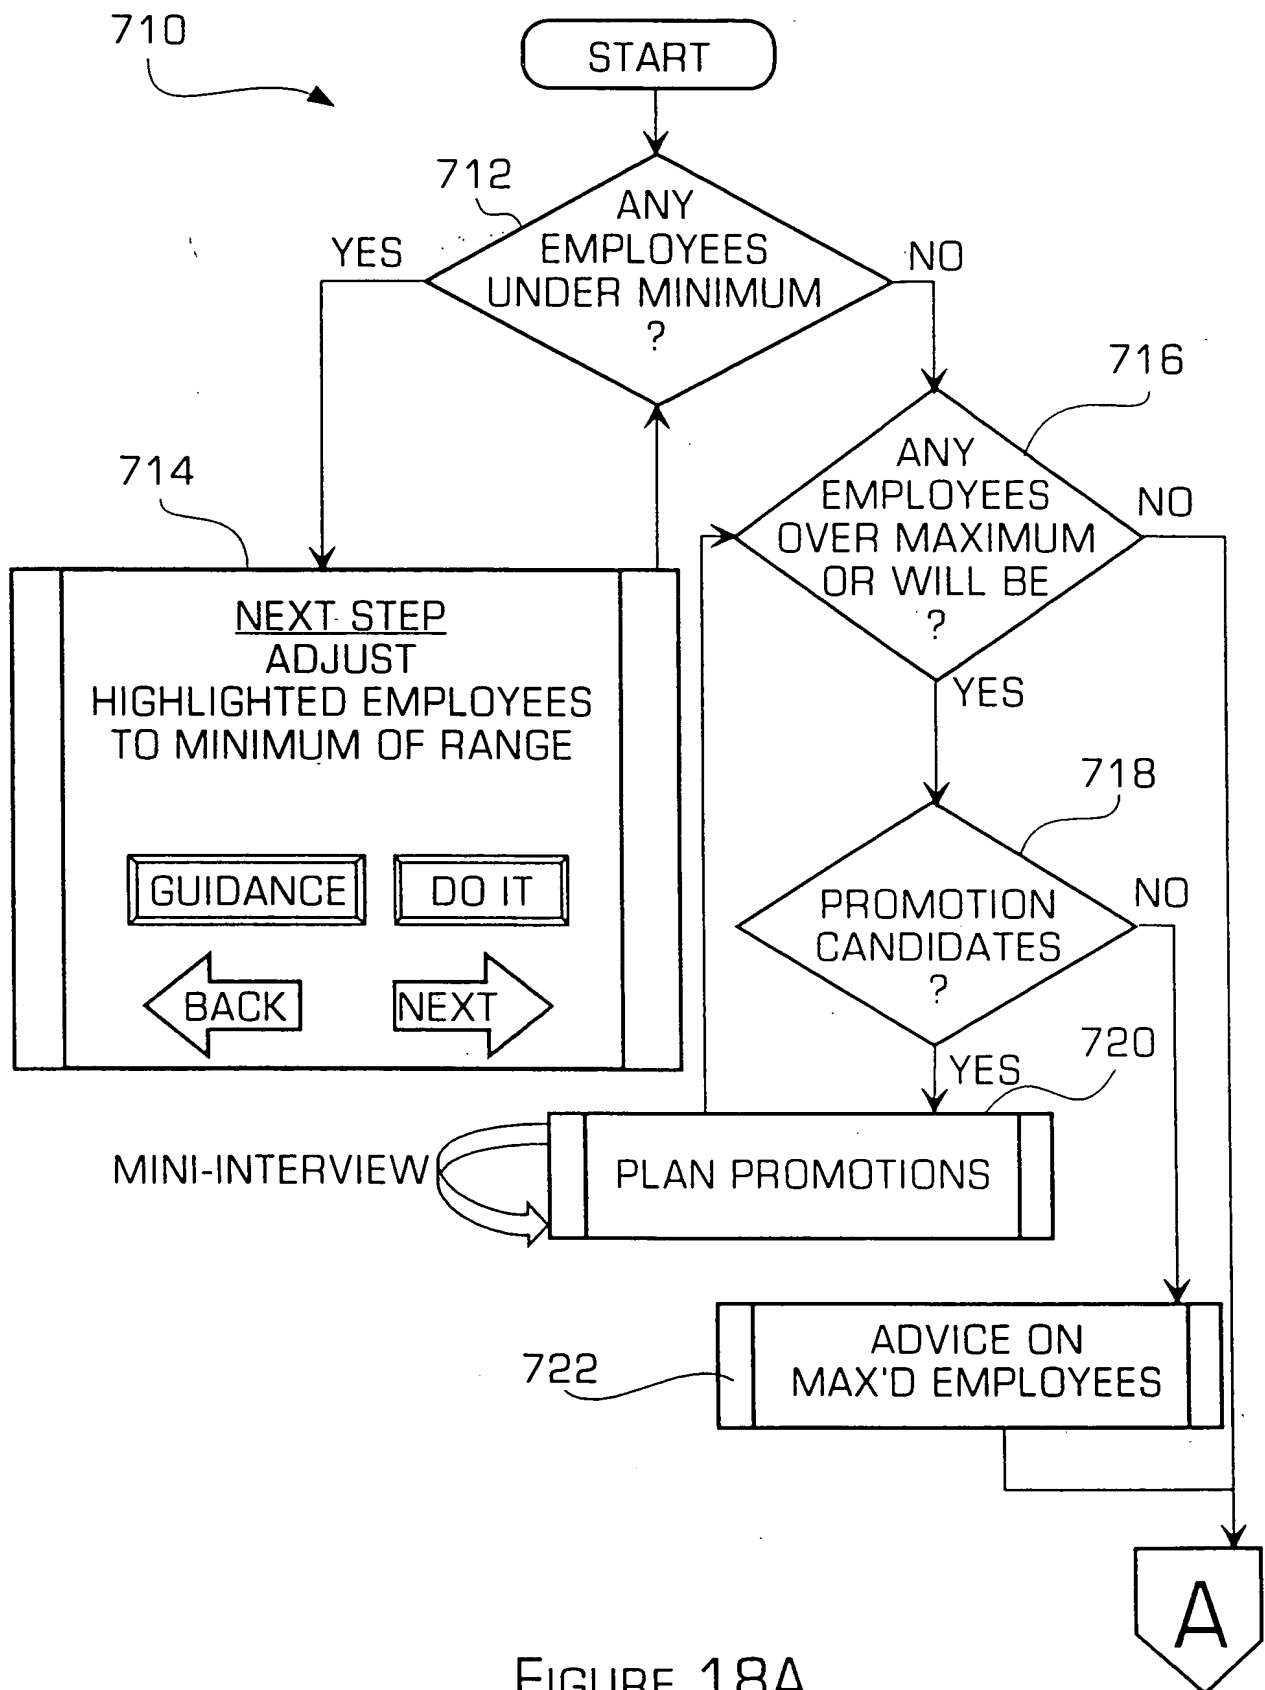 710
START
712
ANY
EMPLOYEES
UNDER MINIMUM
?
YES
NO
716
ANY
EMPLOYEES
OVER MAXIMUM
OR WILL BE
?
NO
YES
714
NEXT STEP
ADJUST
HIGHLIGHTED EMPLOYEES
TO MINIMUM OF RANGE
GUIDANCE
DO IT
BACK
NEXT
718
PROMOTION
CANDIDATES
?
NO
YES
720
MINI-INTERVIEW
PLAN PROMOTIONS
722
ADVICE ON
MAX'D EMPLOYEES
A
FIGURE 18A